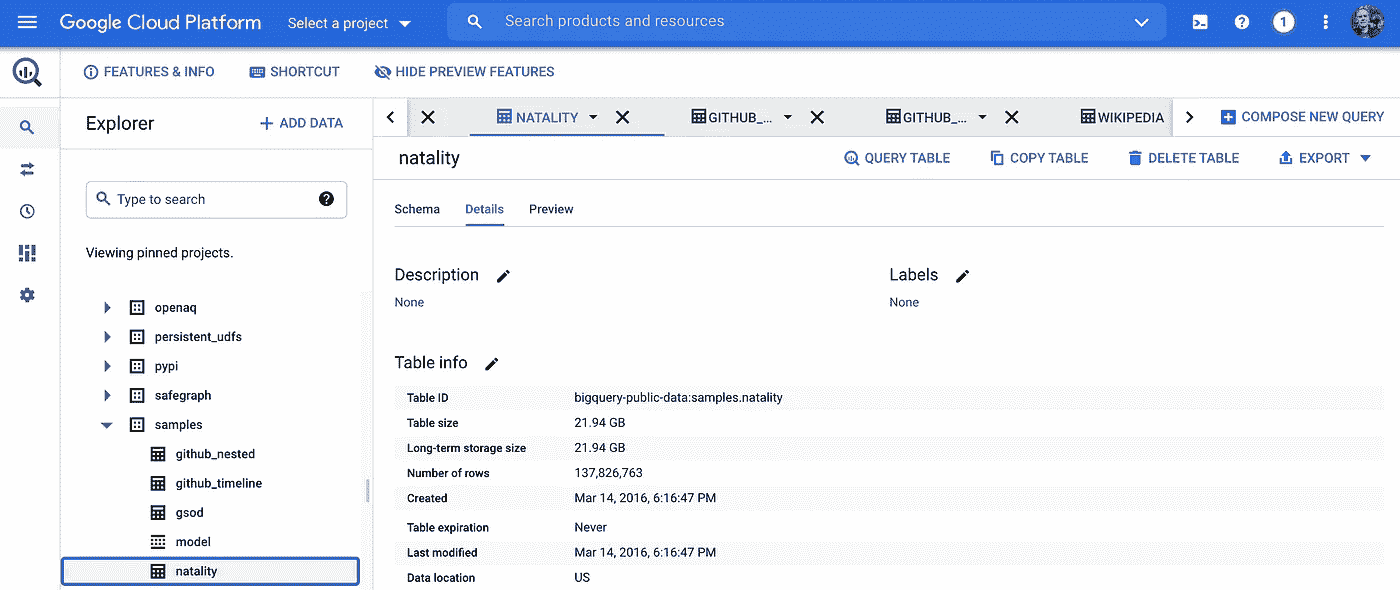 Google Cloud Platform Select a project Search products and resources 1
FEATURES & INFO SHORTCUT HIDE PREVIEW FEATURES
Explorer + ADD DATA
NATALITY GITHUB_... GITHUB_... WIKIPEDIA COMPOSE NEW QUERY
natality QUERY TABLE COPY TABLE DELETE TABLE EXPORT
Type to search
Schema Details Preview
Viewing pinned projects.
openaq
persistent_udfs
pypi
safegraph
samples
github_nested
github_timeline
gsod
model
natality
Description Labels
None None
Table info
Table ID bigquery-public-data:samples.natality
Table size 21.94 GB
Long-term storage size 21.94 GB
Number of rows 137,826,763
Created Mar 14, 2016, 6:16:47 PM
Table expiration Never
Last modified Mar 14, 2016, 6:16:47 PM
Data location US